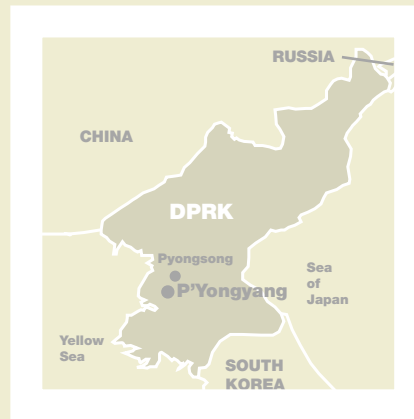 RUSSIA
CHINA
DPRK
Pyongsong
P'Yongyang
Sea
of
Japan
Yellow
Sea
SOUTH
KOREA